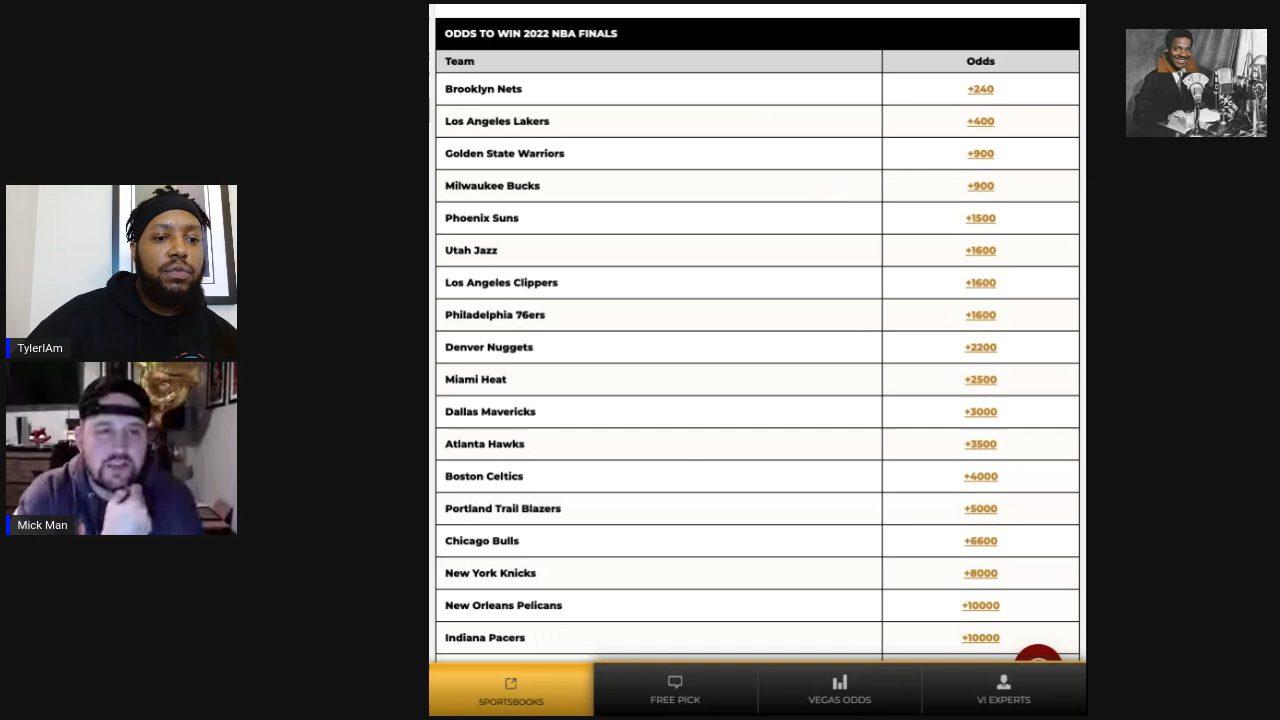 ODDS TO WIN 2022 NBA FINALS
Team Odds
Brooklyn Nets +240
Los Angeles Lakers +400
Golden State Warriors +900
Milwaukee Bucks +900
Phoenix Suns +1500
Utah Jazz +1600
Los Angeles Clippers +1600
Philadelphia 76ers +1600
Denver Nuggets +2200
Miami Heat +2500
Dallas Mavericks +3000
Atlanta Hawks +3500
Boston Celtics +4000
Portland Trail Blazers +5000
Chicago Bulls +6600
New York Knicks +8000
New Orleans Pelicans +10000
Indiana Pacers +10000
SPORTSBOOKS FREE PICK VEGAS ODDS VI EXPERTS
TylerIAm
Mick Man